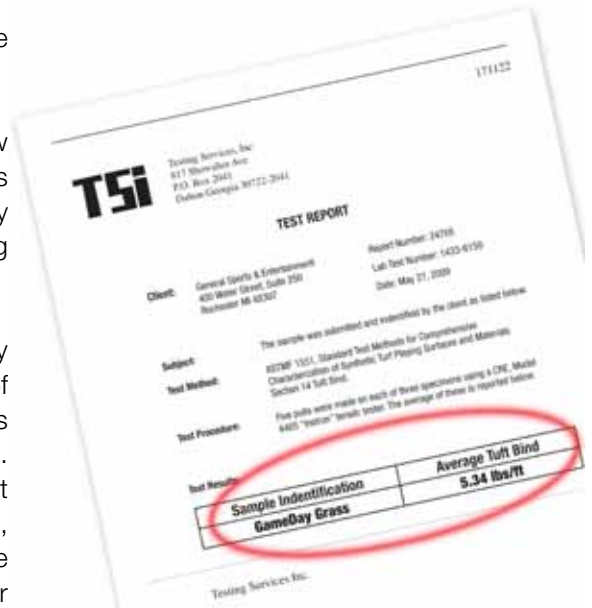 e
w
s
y
g
y
f
s
.
t
,
e
r
171122
TSi
Testing Services, Inc
817 Showalter Ave
P.O. Box 2041
Dalton Georgia 30722-2041
TEST REPORT
Client: General Sports & Entertainment
400 Water Street, Suite 250
Rochester MI 48307
Report Number:
Lab Test Number: 1433-6159
Date: May 27, 2009
Subject: The sample was submitted and indentified by the client as listed below.
Test Method: ASTMF 1551, Standard Test Methods for Comprehensive
Characterization of Synthetic Turf Playing Surfaces and Materials
Section 14 Tuft Bind.
Test Procedure: Five pulls were made on each of three specimens using a CRE, Model
4465 "Instron" tensile tester. The average of these is reported below.
Test Results:
Sample Indentification Average Tuft Bind
GameDay Grass 5.34 lbs/ft
Testing Services Inc.